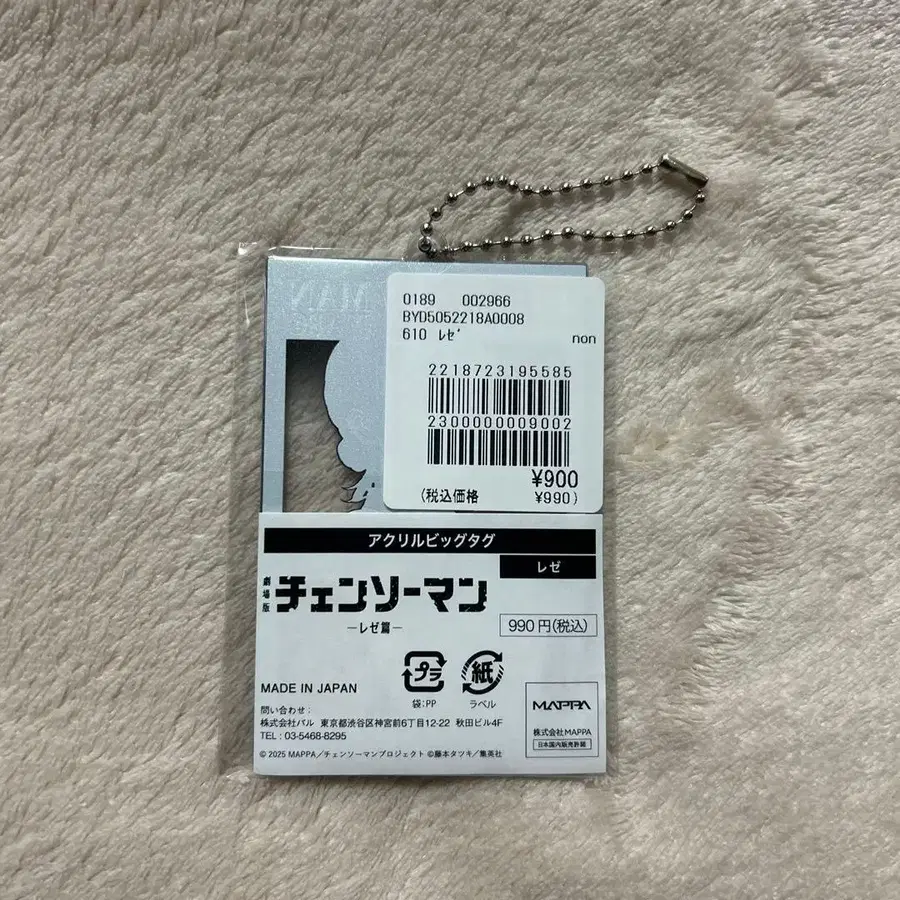 0189 002966
BYD5052218A0008
610 ﾚｾﾞ non
2218723195585
2300000009002
¥900
(税込価格 ¥990)
アクリルビッグタグ
レゼ
劇場版 チェンソーマン
―レゼ篇―
990円(税込)
プラ 紙
袋:PP ラベル
MADE IN JAPAN
問い合わせ:
株式会社バル 東京都渋谷区神宮前6丁目12-22 秋田ビル4F
TEL : 03-5468-8295
© 2025 MAPPA/チェンソーマンプロジェクト ©藤本タツキ/集英社
MAPPA
株式会社MAPPA
日本国内販売許諾